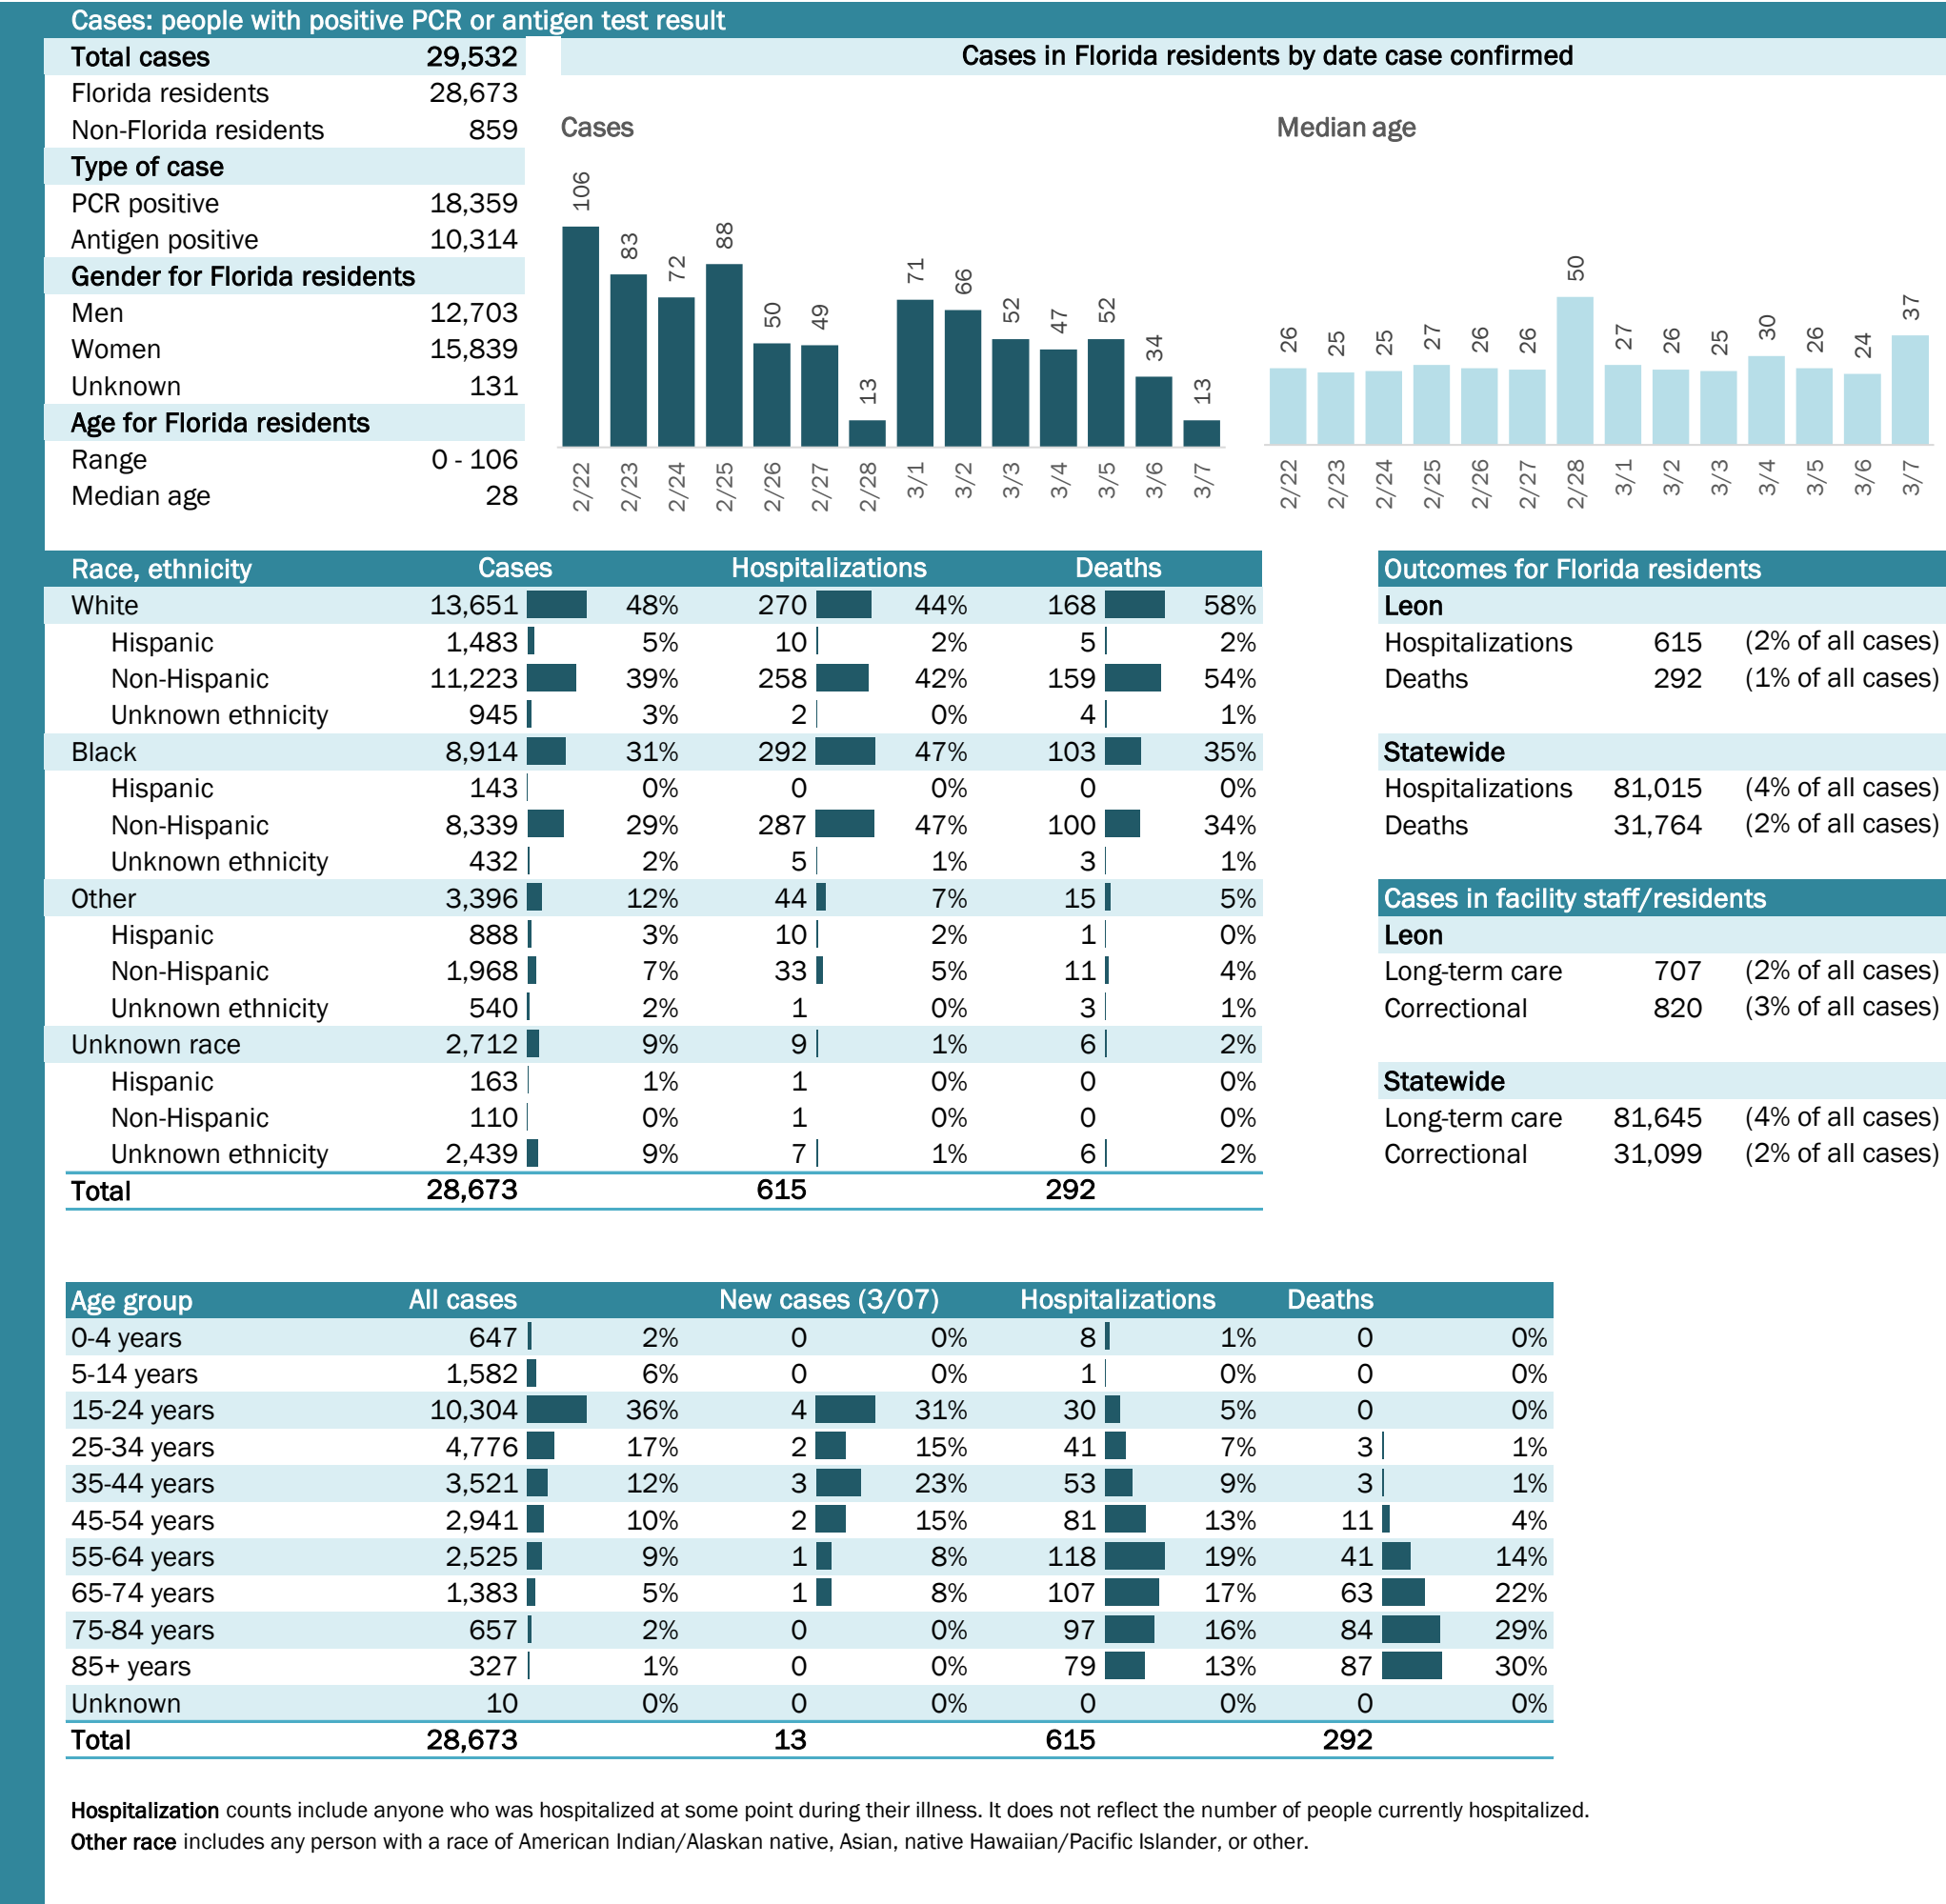 Cases: people with positive PCR or antigen test result
Total cases 29,532
Florida residents 28,673
Non-Florida residents 859
Type of case
PCR positive 18,359
Antigen positive 10,314
Gender for Florida residents
Men 12,703
Women 15,839
Unknown 131
Age for Florida residents
Range 0 - 106
Median age 28
Cases in Florida residents by date case confirmed
Cases
106 83 72 88 50 49 13 71 66 52 47 52 34 13
2/22 2/23 2/24 2/25 2/26 2/27 2/28 3/1 3/2 3/3 3/4 3/5 3/6 3/7
Median age
26 25 25 27 26 26 50 27 26 25 30 26 24 37
2/22 2/23 2/24 2/25 2/26 2/27 2/28 3/1 3/2 3/3 3/4 3/5 3/6 3/7
Race, ethnicity Cases Hospitalizations Deaths
White 13,651 48% 270 44% 168 58%
Hispanic 1,483 5% 10 2% 5 2%
Non-Hispanic 11,223 39% 258 42% 159 54%
Unknown ethnicity 945 3% 2 0% 4 1%
Black 8,914 31% 292 47% 103 35%
Hispanic 143 0% 0 0% 0 0%
Non-Hispanic 8,339 29% 287 47% 100 34%
Unknown ethnicity 432 2% 5 1% 3 1%
Other 3,396 12% 44 7% 15 5%
Hispanic 888 3% 10 2% 1 0%
Non-Hispanic 1,968 7% 33 5% 11 4%
Unknown ethnicity 540 2% 1 0% 3 1%
Unknown race 2,712 9% 9 1% 6 2%
Hispanic 163 1% 1 0% 0 0%
Non-Hispanic 110 0% 1 0% 0 0%
Unknown ethnicity 2,439 9% 7 1% 6 2%
Total 28,673 615 292
Outcomes for Florida residents
Leon
Hospitalizations 615 (2% of all cases)
Deaths 292 (1% of all cases)
Statewide
Hospitalizations 81,015 (4% of all cases)
Deaths 31,764 (2% of all cases)
Cases in facility staff/residents
Leon
Long-term care 707 (2% of all cases)
Correctional 820 (3% of all cases)
Statewide
Long-term care 81,645 (4% of all cases)
Correctional 31,099 (2% of all cases)
Age group All cases New cases (3/07) Hospitalizations Deaths
0-4 years 647 2% 0 0% 8 1% 0 0%
5-14 years 1,582 6% 0 0% 1 0% 0 0%
15-24 years 10,304 36% 4 31% 30 5% 0 0%
25-34 years 4,776 17% 2 15% 41 7% 3 1%
35-44 years 3,521 12% 3 23% 53 9% 3 1%
45-54 years 2,941 10% 2 15% 81 13% 11 4%
55-64 years 2,525 9% 1 8% 118 19% 41 14%
65-74 years 1,383 5% 1 8% 107 17% 63 22%
75-84 years 657 2% 0 0% 97 16% 84 29%
85+ years 327 1% 0 0% 79 13% 87 30%
Unknown 10 0% 0 0% 0 0% 0 0%
Total 28,673 13 615 292
Hospitalization counts include anyone who was hospitalized at some point during their illness. It does not reflect the number of people currently hospitalized.
Other race includes any person with a race of American Indian/Alaskan native, Asian, native Hawaiian/Pacific Islander, or other.